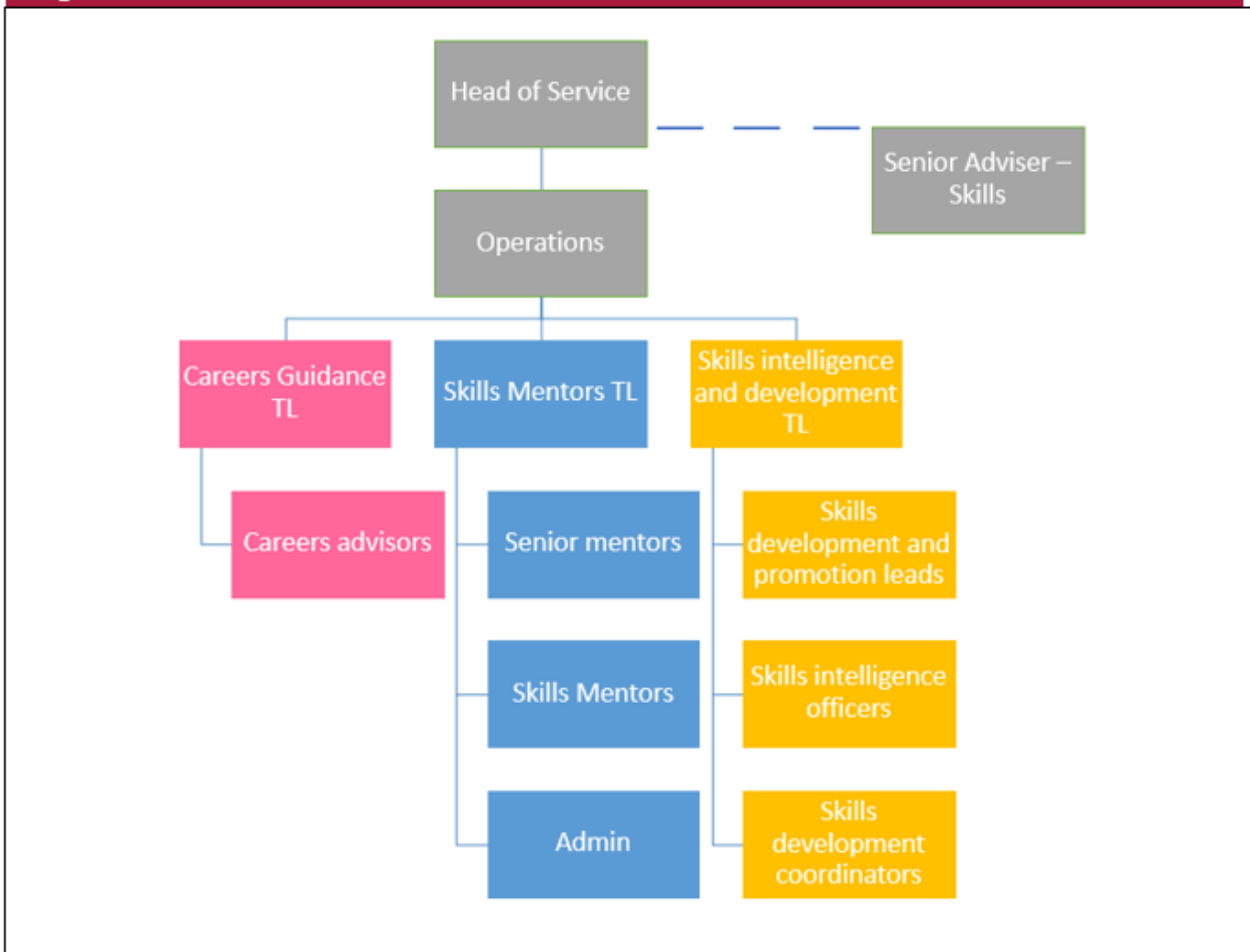 Head of Service
Senior Adviser –
Skills
Operations
Careers Guidance
TL
Skills Mentors TL
Skills intelligence
and development
TL
Careers advisors
Senior mentors
Skills
development and
promotion leads
Skills Mentors
Skills intelligence
officers
Admin
Skills
development
coordinators